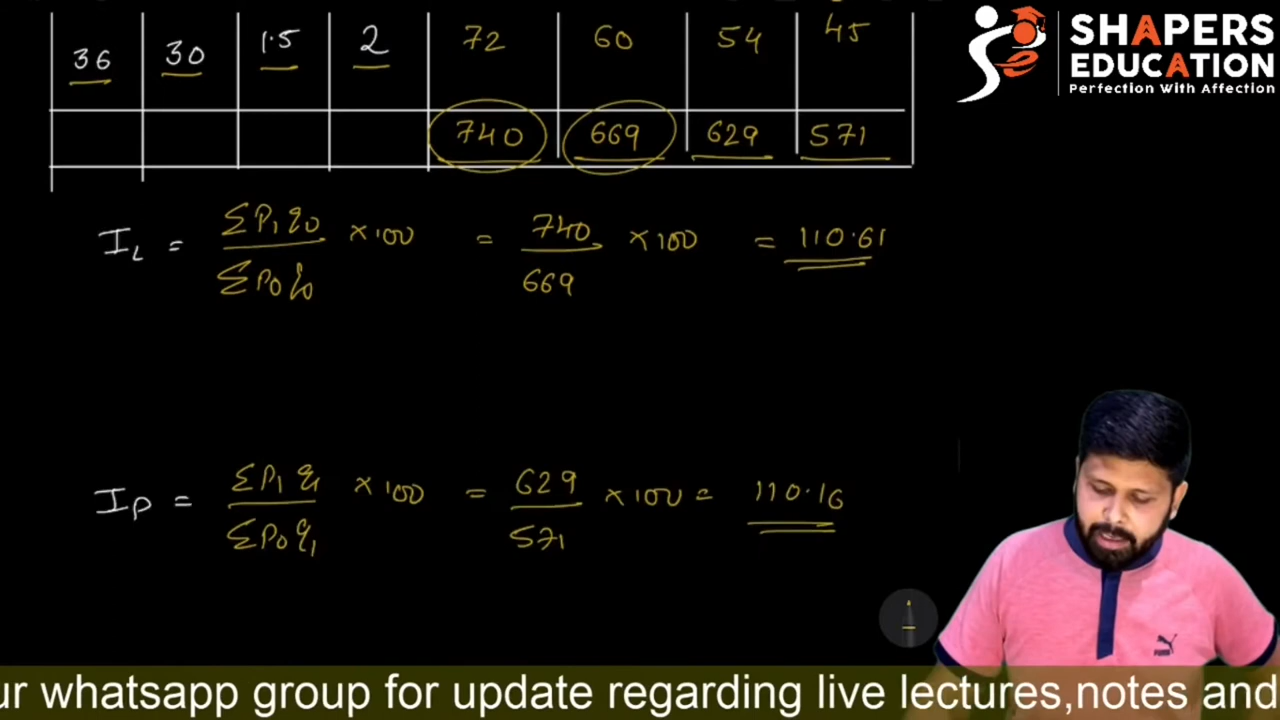 SHAPERS
EDUCATION
Perfection With Affection
36 30 1.5 2 72 60 54 45
740 669 629 571
I_L = ΣP₁q₀ / ΣP₀q₀ × 100 = 740 / 669 × 100 = 110.61
I_P = ΣP₁q₁ / ΣP₀q₁ × 100 = 629 / 571 × 100 = 110.16
ur whatsapp group for update regarding live lectures,notes and